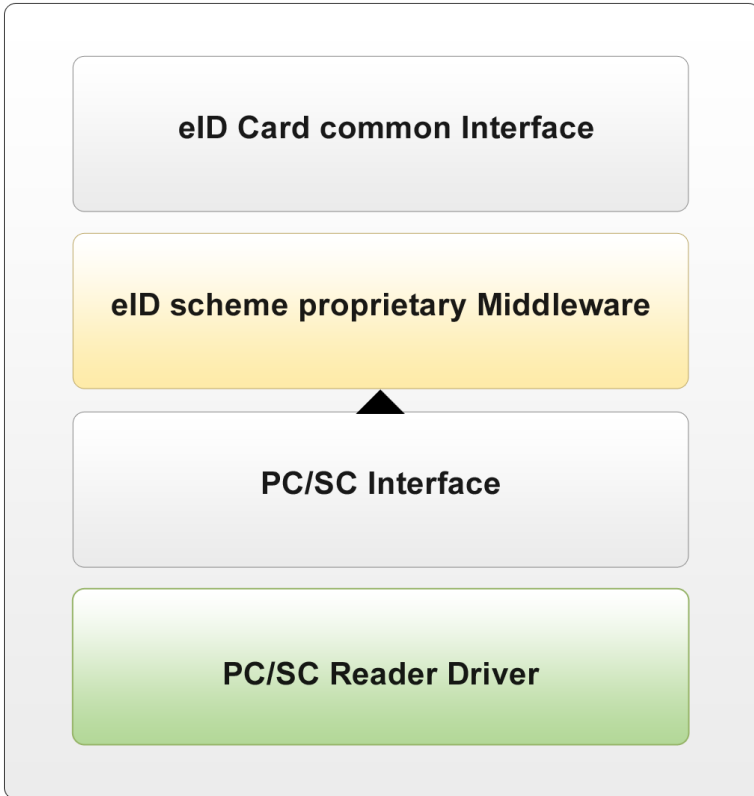 eID Card common Interface
eID scheme proprietary Middleware
PC/SC Interface
PC/SC Reader Driver